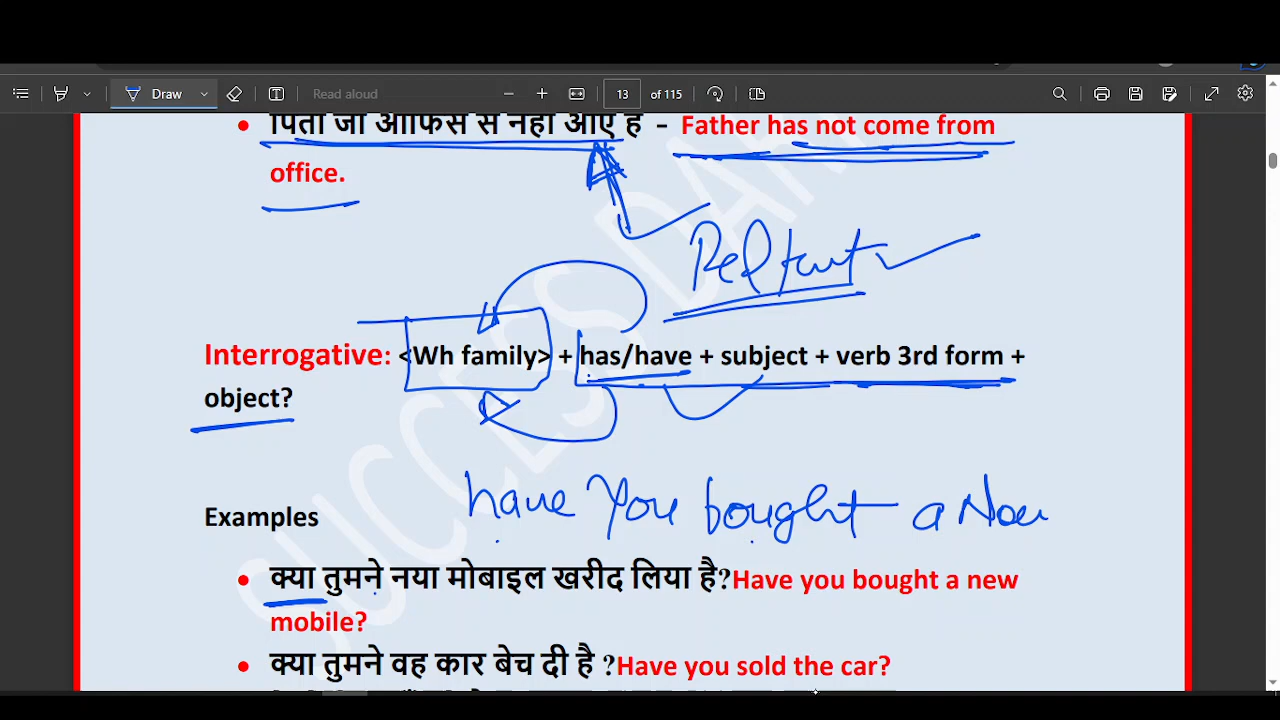 Draw
Read aloud
13 of 115
• पिता जी ऑफिस से नहीं आए हैं – Father has not come from
office.
Interrogative: <Wh family> + has/have + subject + verb 3rd form +
object?
have You bought a New
Examples
• क्या तुमने नया मोबाइल खरीद लिया है?Have you bought a new
mobile?
• क्या तुमने वह कार बेच दी है ?Have you sold the car?